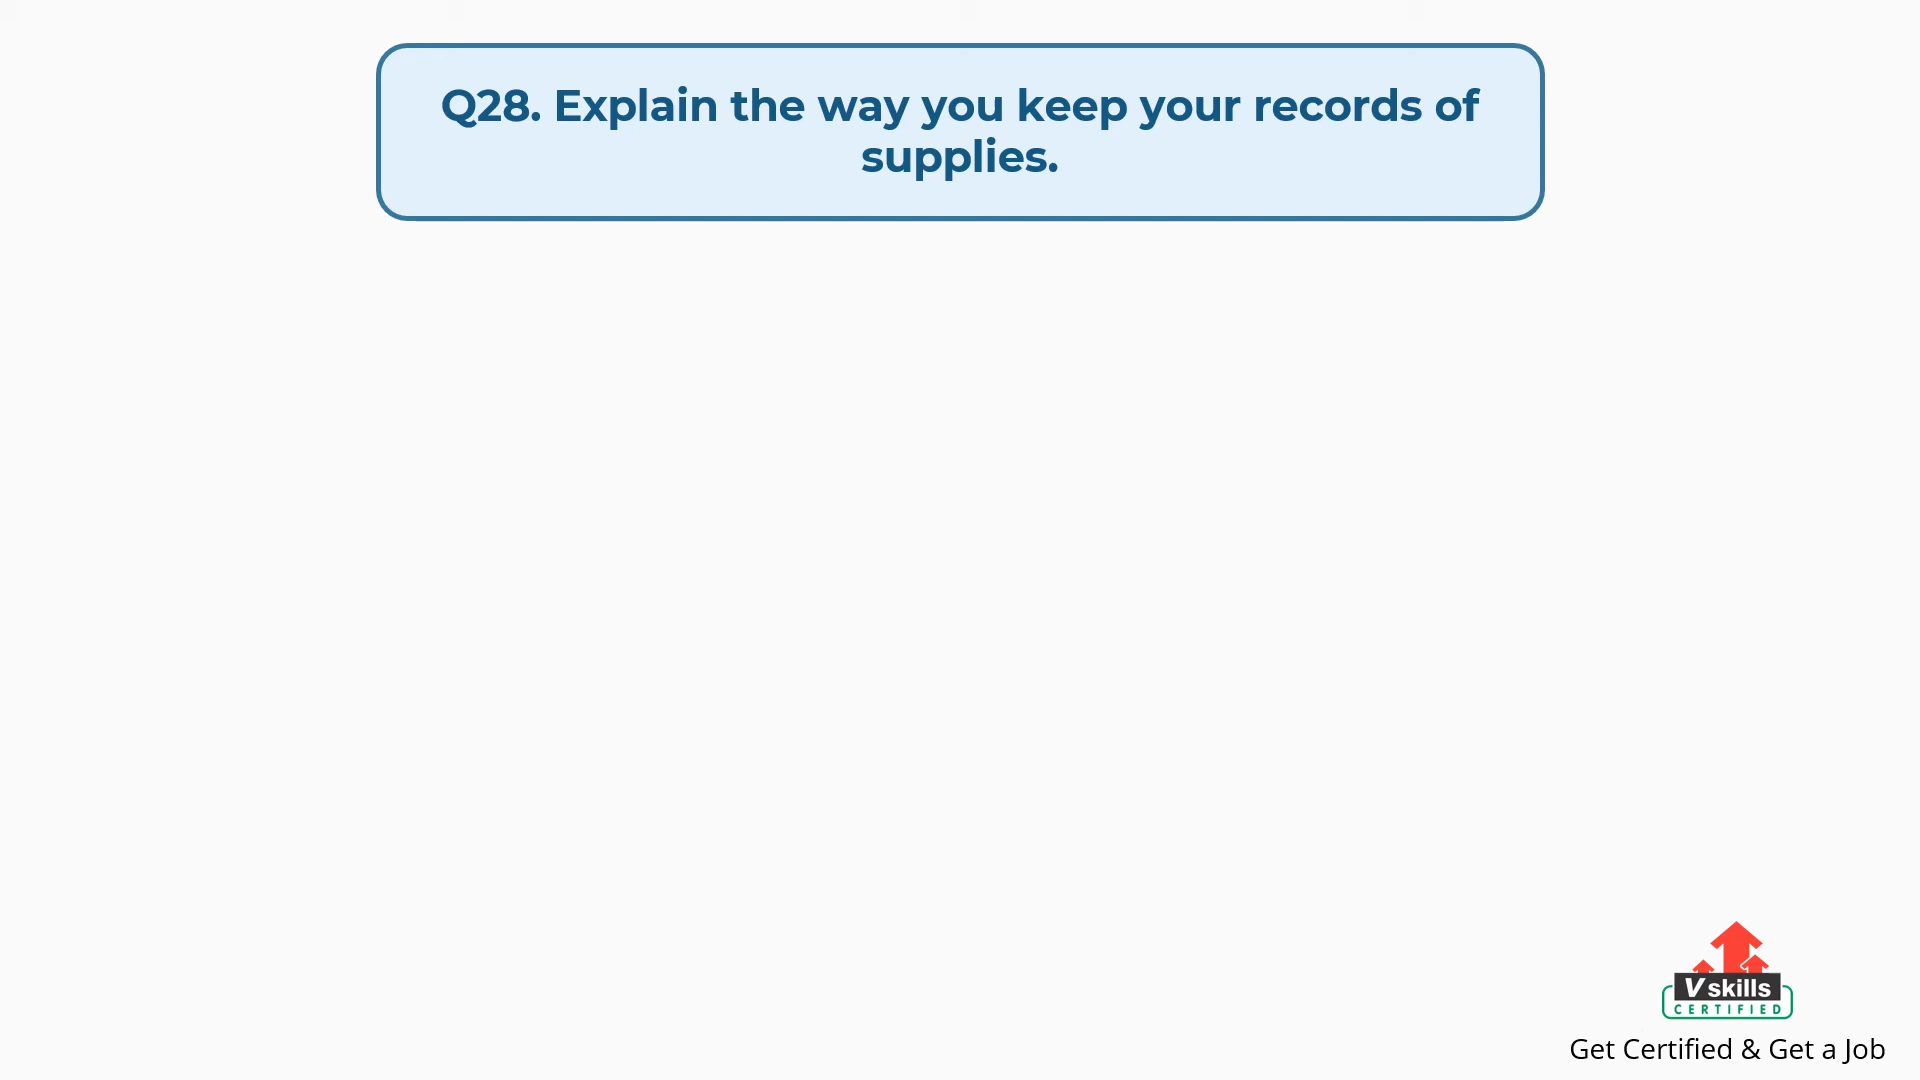 Q28. Explain the way you keep your records of
supplies.
Vskills
CERTIFIED
Get Certified & Get a Job